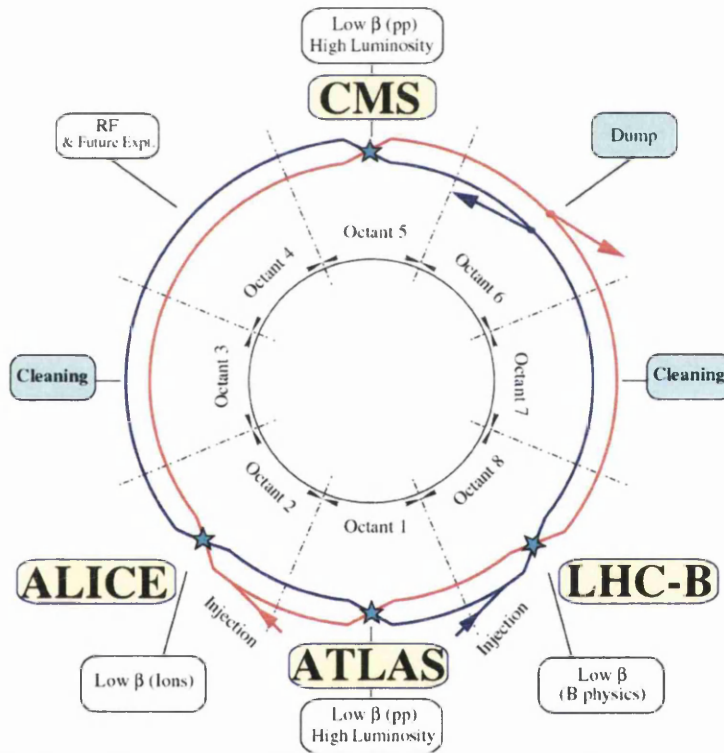 Low β (pp)
High Luminosity
CMS
RF
& Future Expt.
Dump
Octant 5
Octant 4
Octant 6
Octant 3
Octant 7
Cleaning
Cleaning
Octant 2
Octant 8
Octant 1
ALICE
LHC-B
Injection
Injection
ATLAS
Low β (Ions)
Low β
(B physics)
Low β (pp)
High Luminosity